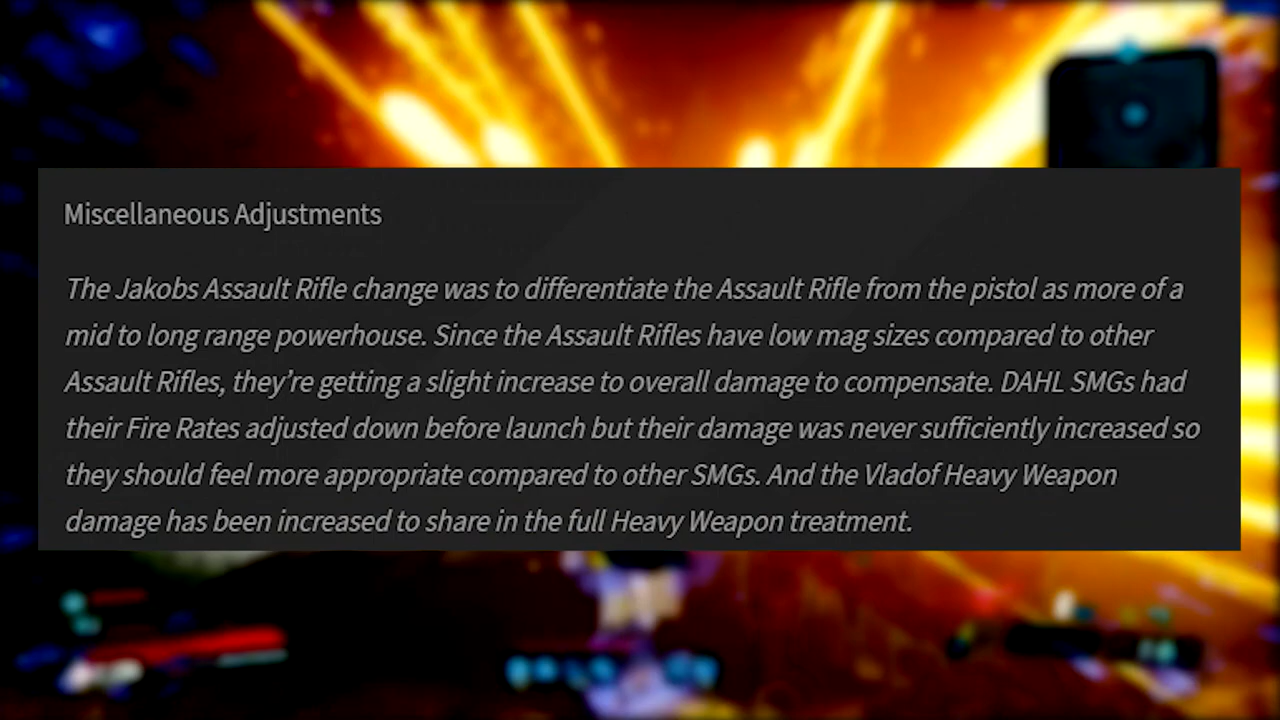 Miscellaneous Adjustments
The Jakobs Assault Rifle change was to differentiate the Assault Rifle from the pistol as more of a
mid to long range powerhouse. Since the Assault Rifles have low mag sizes compared to other
Assault Rifles, they’re getting a slight increase to overall damage to compensate. DAHL SMGs had
their Fire Rates adjusted down before launch but their damage was never sufficiently increased so
they should feel more appropriate compared to other SMGs. And the Vladof Heavy Weapon
damage has been increased to share in the full Heavy Weapon treatment.